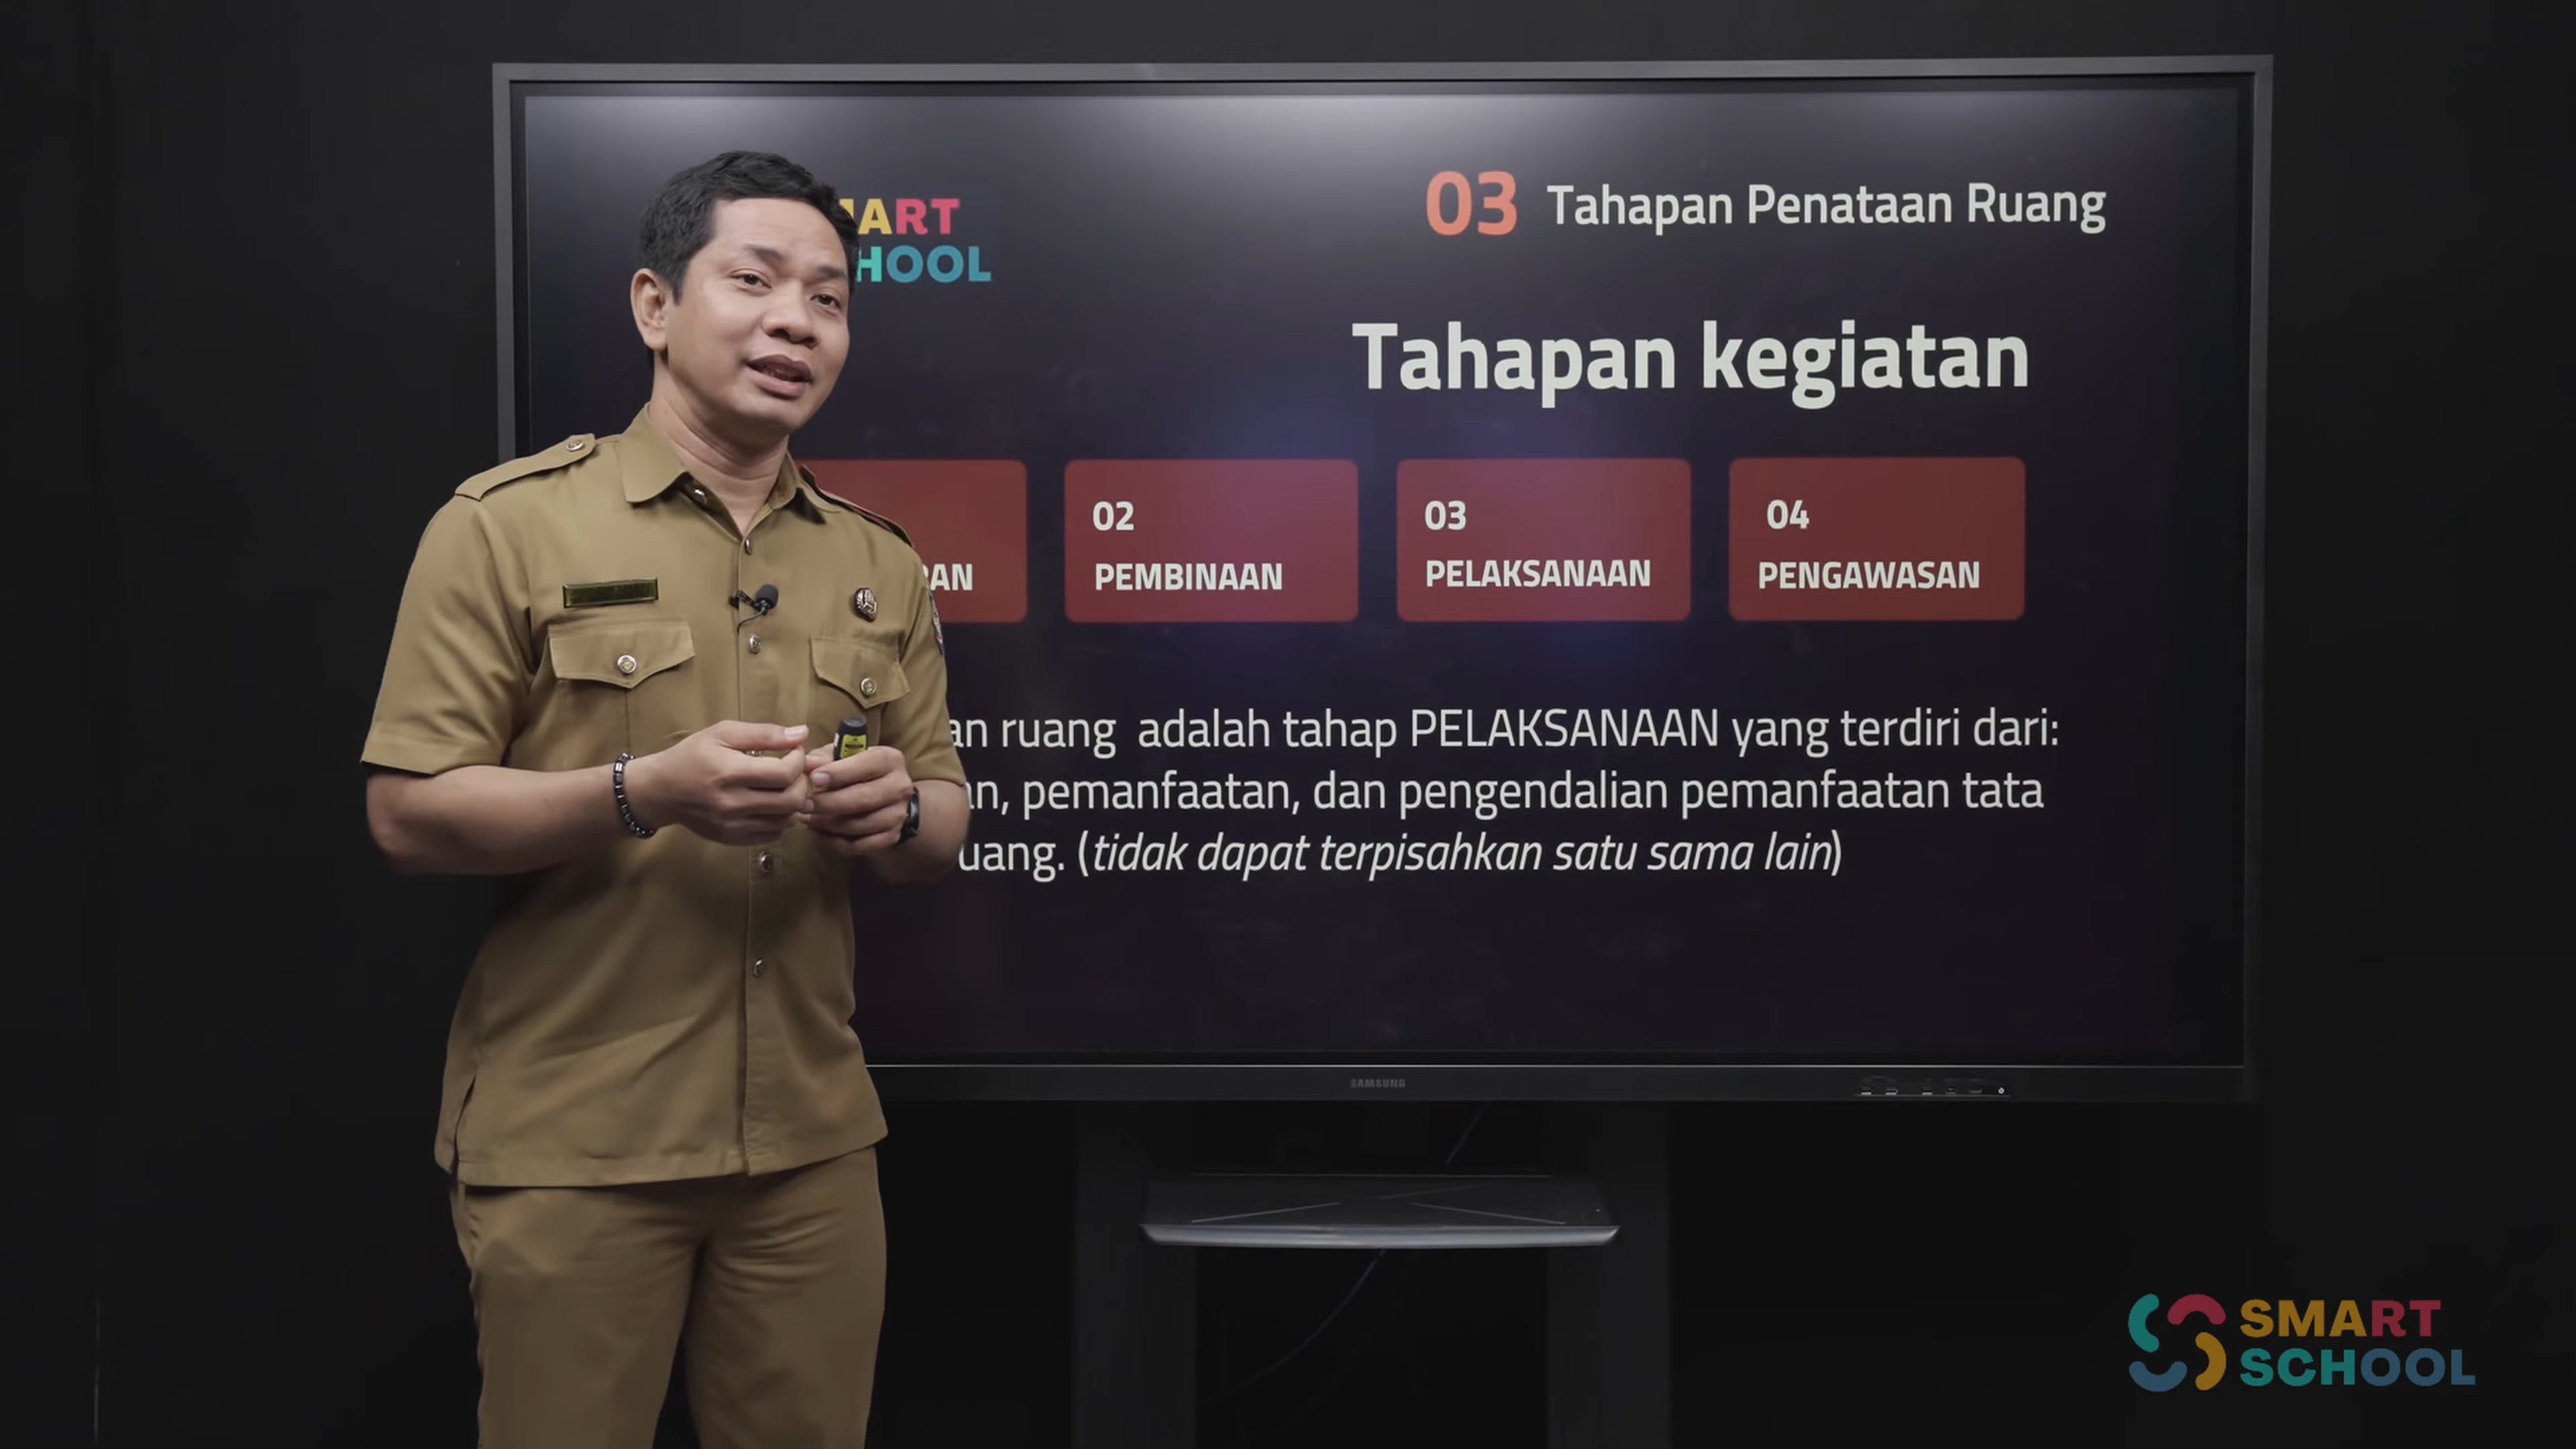 ART
HOOL
03 Tahapan Penataan Ruang
Tahapan kegiatan
02
PEMBINAAN
03
PELAKSANAAN
04
PENGAWASAN
an ruang adalah tahap PELAKSANAAN yang terdiri dari:
an, pemanfaatan, dan pengendalian pemanfaatan tata
uang. (tidak dapat terpisahkan satu sama lain)
SAMSUNG
SMART
SCHOOL